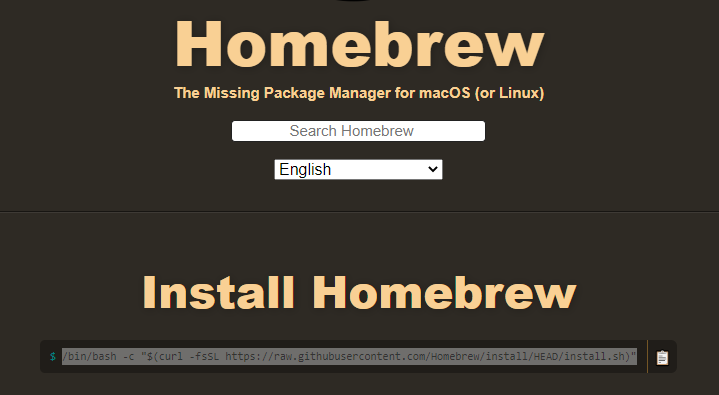 Homebrew
The Missing Package Manager for macOS (or Linux)
Search Homebrew
English
Install Homebrew
$ /bin/bash -c "$(curl -fsSL https://raw.githubusercontent.com/Homebrew/install/HEAD/install.sh)"